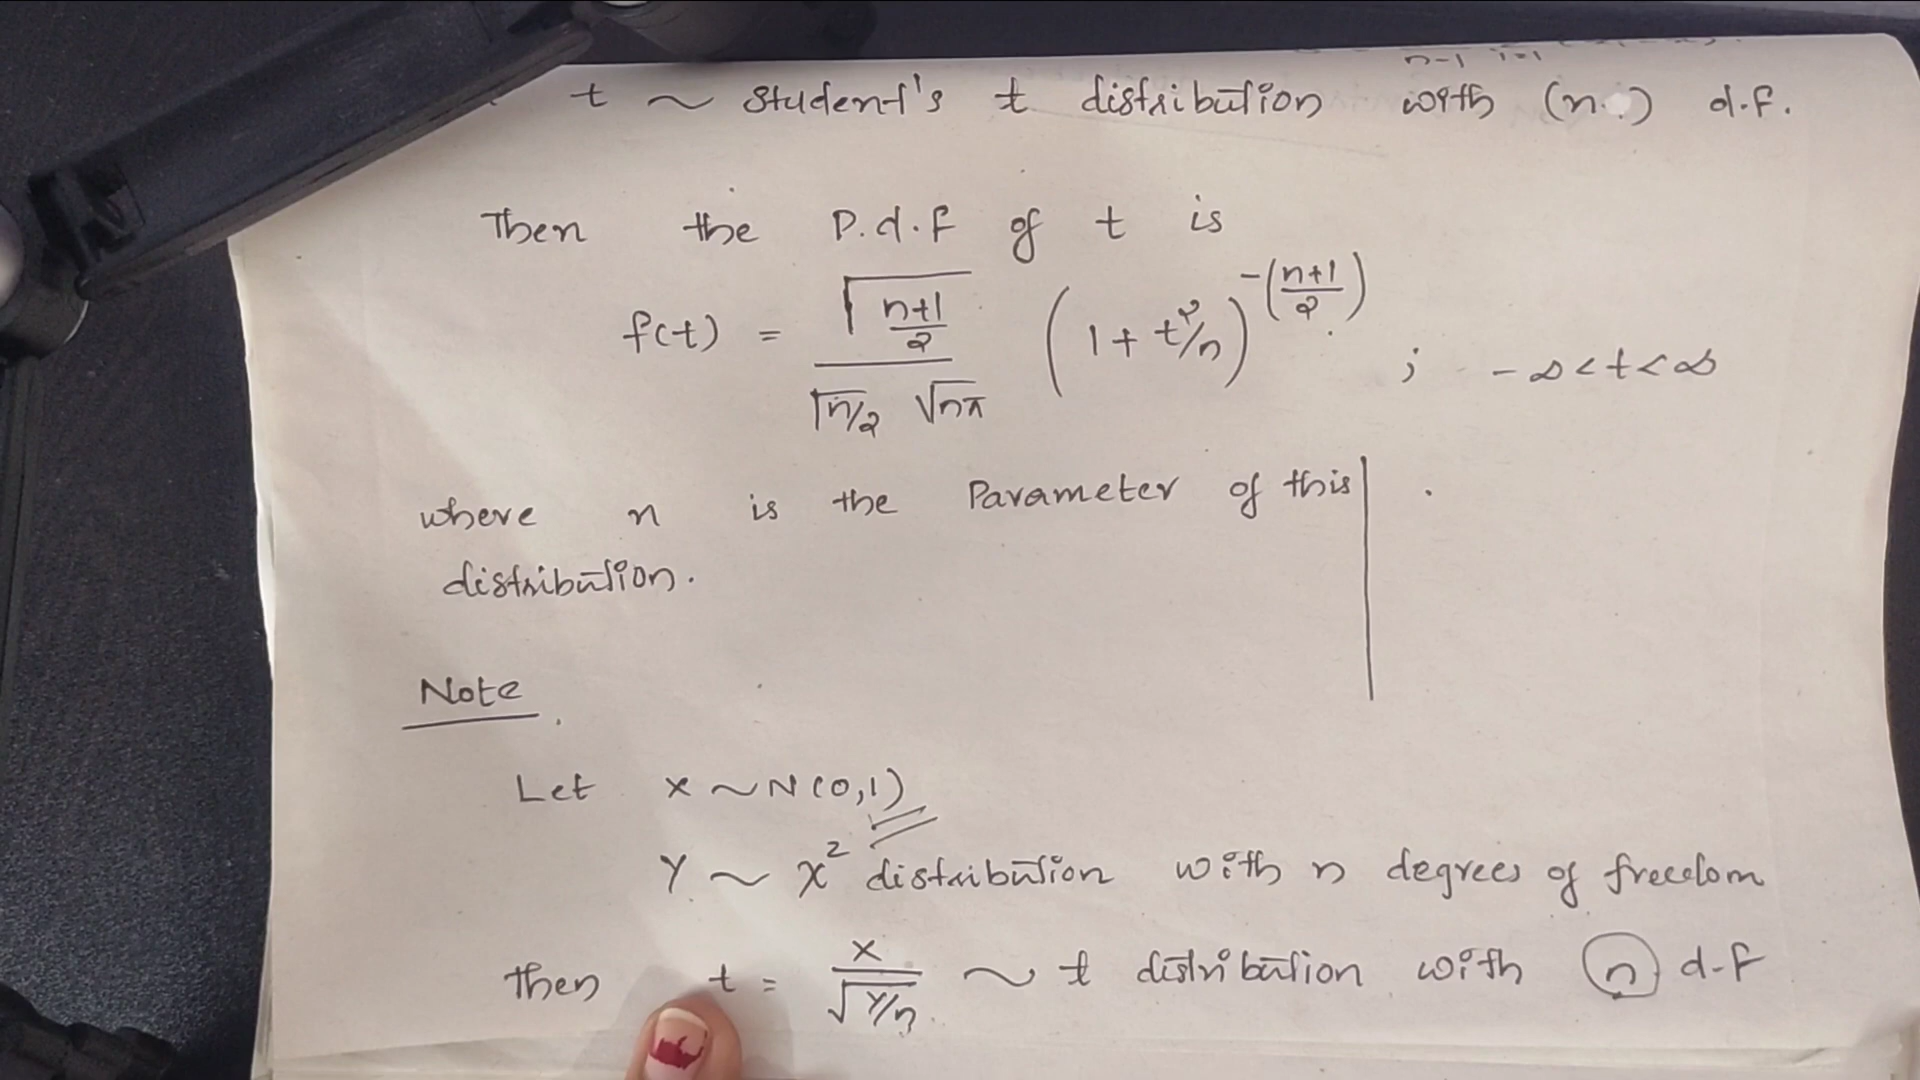 t ~ Student's t distribution with (n ) d.f.
Then the P.d.f of t is
f(t) = Γ(n+1)/2 / Γn/2 √nπ (1 + t²/n)^-(n+1/2) ; -∞ < t < ∞
where n is the Parameter of this
distribution.
Note
Let x ~ N(0,1)
Y ~ χ² distribution with n degrees of freedom
then t = x / √Y/n ~ t distribution with n d.f